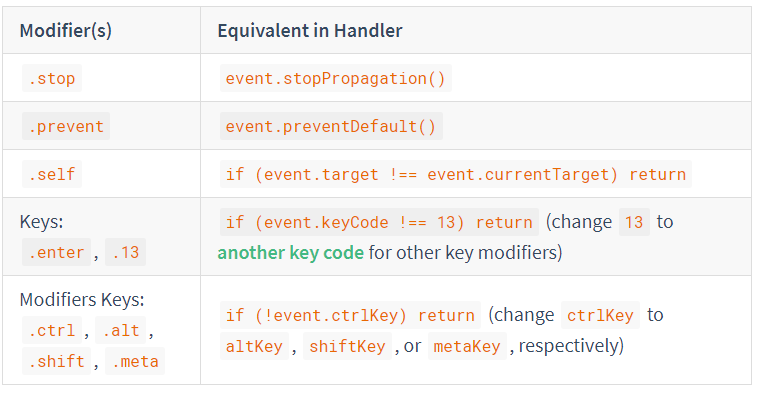 Modifier(s) Equivalent in Handler
.stop event.stopPropagation()
.prevent event.preventDefault()
.self if (event.target !== event.currentTarget) return
Keys:
.enter , .13
if (event.keyCode !== 13) return (change 13 to
another key code for other key modifiers)
Modifiers Keys:
.ctrl , .alt ,
.shift , .meta
if (!event.ctrlKey) return (change ctrlKey to
altKey , shiftKey , or metaKey , respectively)